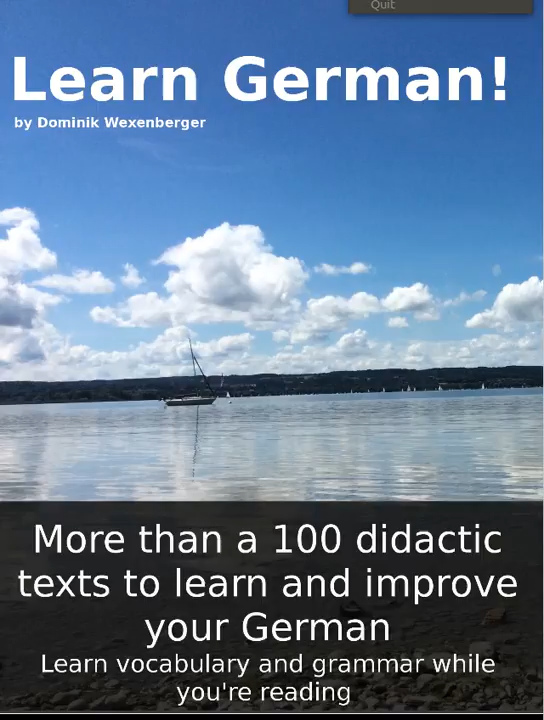 Quit
Learn German!
by Dominik Wexenberger
More than a 100 didactic
texts to learn and improve
your German
Learn vocabulary and grammar while
you're reading